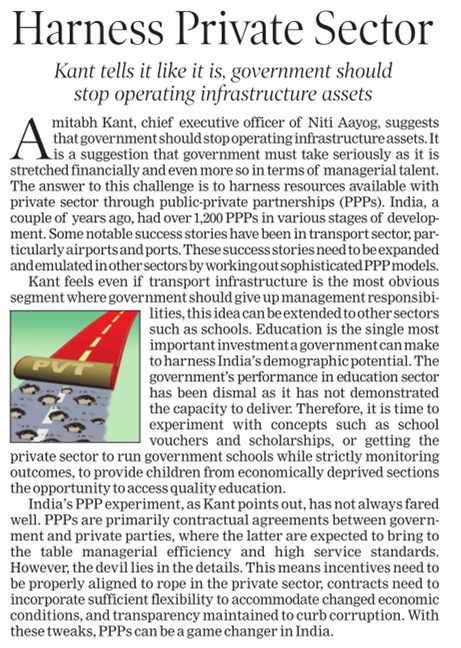 Harness Private Sector
Kant tells it like it is, government should
stop operating infrastructure assets
Amitabh Kant, chief executive officer of Niti Aayog, suggests
that government should stop operating infrastructure assets. It
is a suggestion that government must take seriously as it is
stretched financially and even more so in terms of managerial talent.
The answer to this challenge is to harness resources available with
private sector through public-private partnerships (PPPs). India, a
couple of years ago, had over 1,200 PPPs in various stages of develop-
ment. Some notable success stories have been in transport sector, par-
ticularly airports and ports. These success stories need to be expanded
and emulated in other sectors by working out sophisticated PPP models.
Kant feels even if transport infrastructure is the most obvious
segment where government should give up management responsibi-
lities, this idea can be extended to other sectors
such as schools. Education is the single most
important investment a government can make
to harness India's demographic potential. The
government's performance in education sector
has been dismal as it has not demonstrated
the capacity to deliver. Therefore, it is time to
experiment with concepts such as school
vouchers and scholarships, or getting the
private sector to run government schools while strictly monitoring
outcomes, to provide children from economically deprived sections
the opportunity to access quality education.
India's PPP experiment, as Kant points out, has not always fared
well. PPPs are primarily contractual agreements between govern-
ment and private parties, where the latter are expected to bring to
the table managerial efficiency and high service standards.
However, the devil lies in the details. This means incentives need to
be properly aligned to rope in the private sector, contracts need to
incorporate sufficient flexibility to accommodate changed economic
conditions, and transparency maintained to curb corruption. With
these tweaks, PPPs can be a game changer in India.
PVT